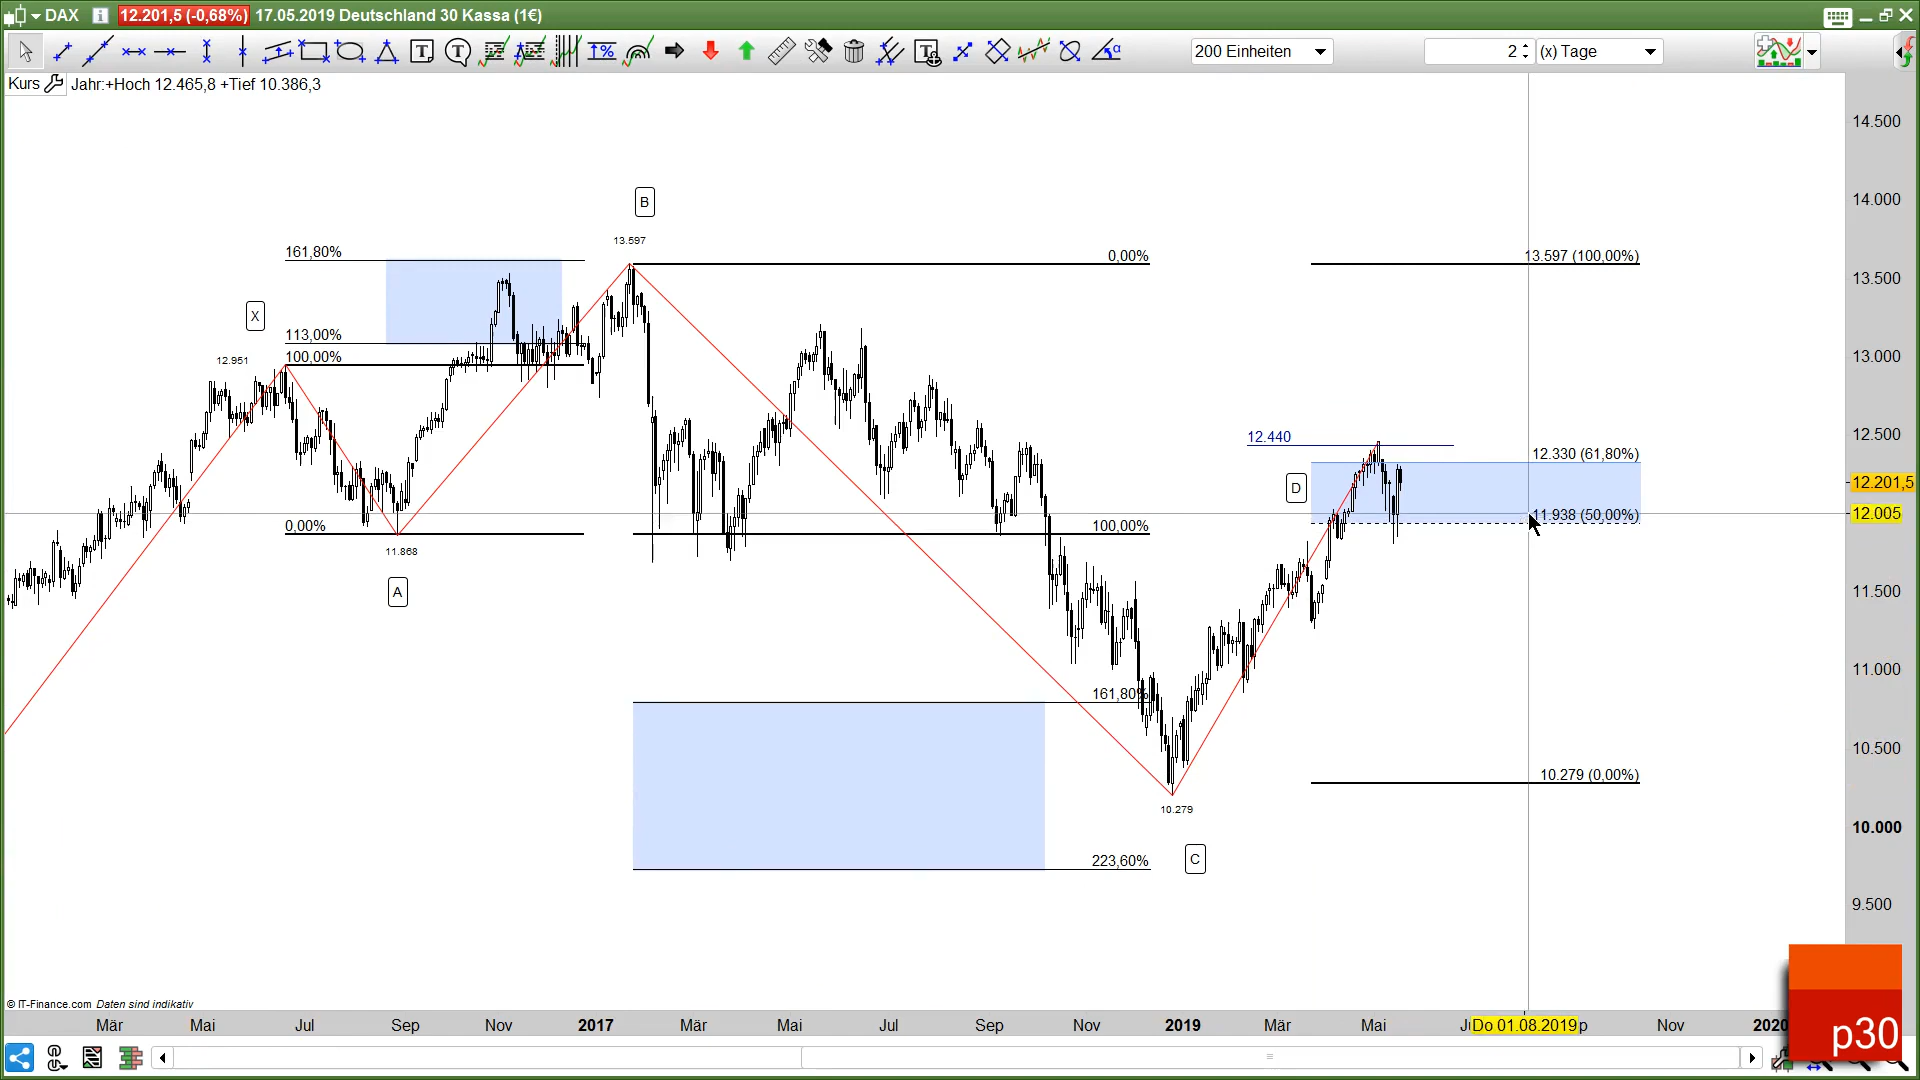 DAX 12.201,5 (-0,68%) 17.05.2019 Deutschland 30 Kassa (1€)
200 Einheiten 2 (x) Tage
Kurs Jahr:+Hoch 12.465,8 +Tief 10.386,3
14.500
B
14.000
13.597
161,80%
0,00%
13.597 (100,00%)
13.500
X
113,00%
12.951
100,00%
13.000
12.440
12.500
12.330 (61,80%)
D
12.201,5
12.005
11.938 (50,00%)
0,00%
100,00%
11.868
A
11.500
11.000
161,80%
10.500
10.279 (0,00%)
10.279
10.000
223,60%
C
9.500
© IT-Finance.com Daten sind indikativ
Mär Mai Jul Sep Nov 2017 Mär Mai Jul Sep Nov 2019 Mär Mai Do 01.08.2019 p Nov 2020
p30